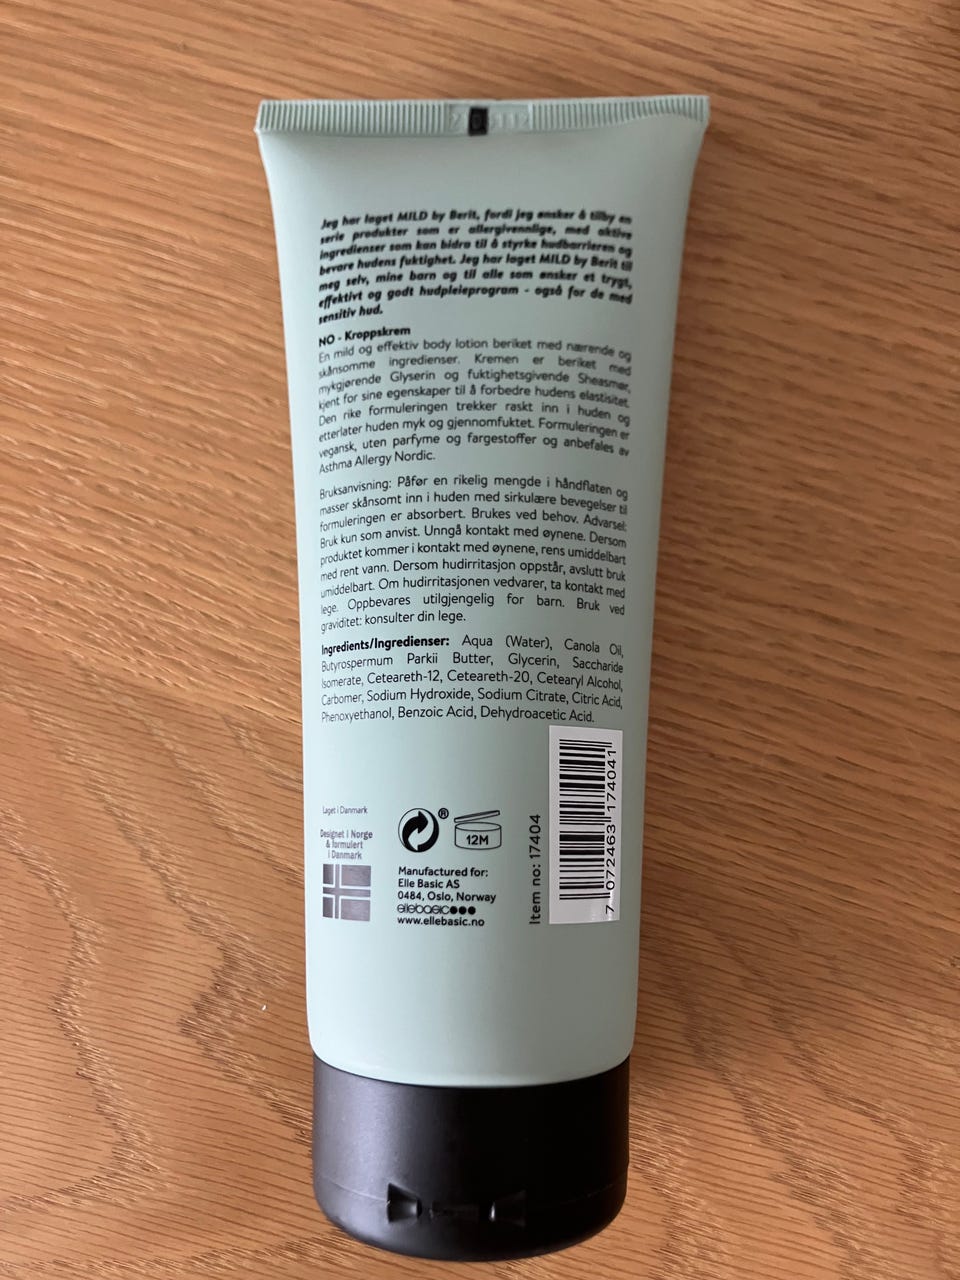 Jeg har laget MILD by Berit, fordi jeg ønsker å tilby en
serie produkter som er allergivennlige, med aktive
ingredienser som kan bidra til å styrke hudbarrieren og
bevare hudens fuktighet. Jeg har laget MILD by Berit til
meg selv, mine barn og til alle som ønsker et trygt,
effektivt og godt hudpleieprogram - også for de med
sensitiv hud.
NO - Kroppskrem
En mild og effektiv body lotion beriket med nærende og
skånsomme ingredienser. Kremen er beriket med
mykgjørende Glyserin og fuktighetsgivende Sheasmør,
kjent for sine egenskaper til å forbedre hudens elastisitet.
Den rike formuleringen trekker raskt inn i huden og
etterlater huden myk og gjennomfuktet. Formuleringen er
vegansk, uten parfyme og fargestoffer og anbefales av
Asthma Allergy Nordic.
Bruksanvisning: Påfør en rikelig mengde i håndflaten og
masser skånsomt inn i huden med sirkulære bevegelser til
formuleringen er absorbert. Brukes ved behov. Advarsel:
Bruk kun som anvist. Unngå kontakt med øynene. Dersom
produktet kommer i kontakt med øynene, rens umiddelbart
med rent vann. Dersom hudirritasjon oppstår, avslutt bruk
umiddelbart. Om hudirritasjonen vedvarer, ta kontakt med
lege. Oppbevares utilgjengelig for barn. Bruk ved
graviditet: konsulter din lege.
Ingredients/Ingredienser: Aqua (Water), Canola Oil,
Butyrospermum Parkii Butter, Glycerin, Saccharide
Isomerate, Ceteareth-12, Ceteareth-20, Cetearyl Alcohol,
Carbomer, Sodium Hydroxide, Sodium Citrate, Citric Acid,
Phenoxyethanol, Benzoic Acid, Dehydroacetic Acid.
Laget i Danmark
Designet i Norge
& formulert
i Danmark
®
12M
Manufactured for:
Elle Basic AS
0484, Oslo, Norway
ellebasic
www.ellebasic.no
Item no: 17404
7 072463 174041